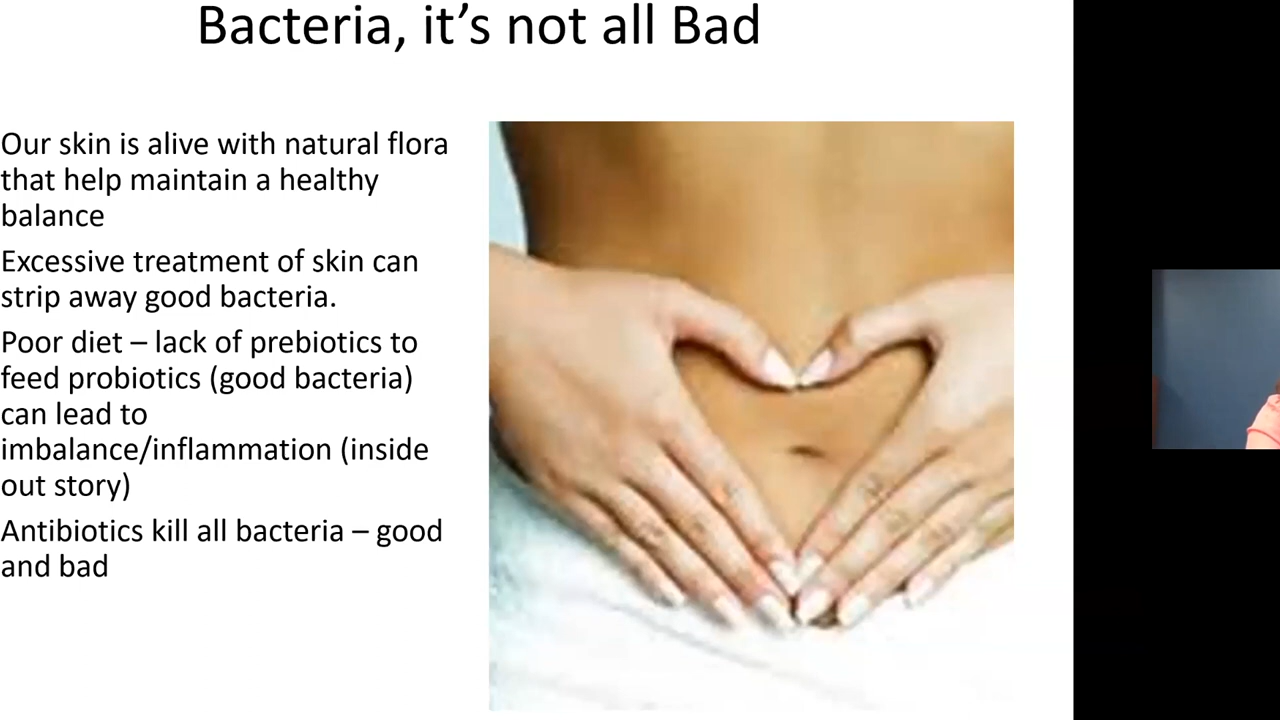 Bacteria, it’s not all Bad
Our skin is alive with natural flora
that help maintain a healthy
balance
Excessive treatment of skin can
strip away good bacteria.
Poor diet – lack of prebiotics to
feed probiotics (good bacteria)
can lead to
imbalance/inflammation (inside
out story)
Antibiotics kill all bacteria – good
and bad